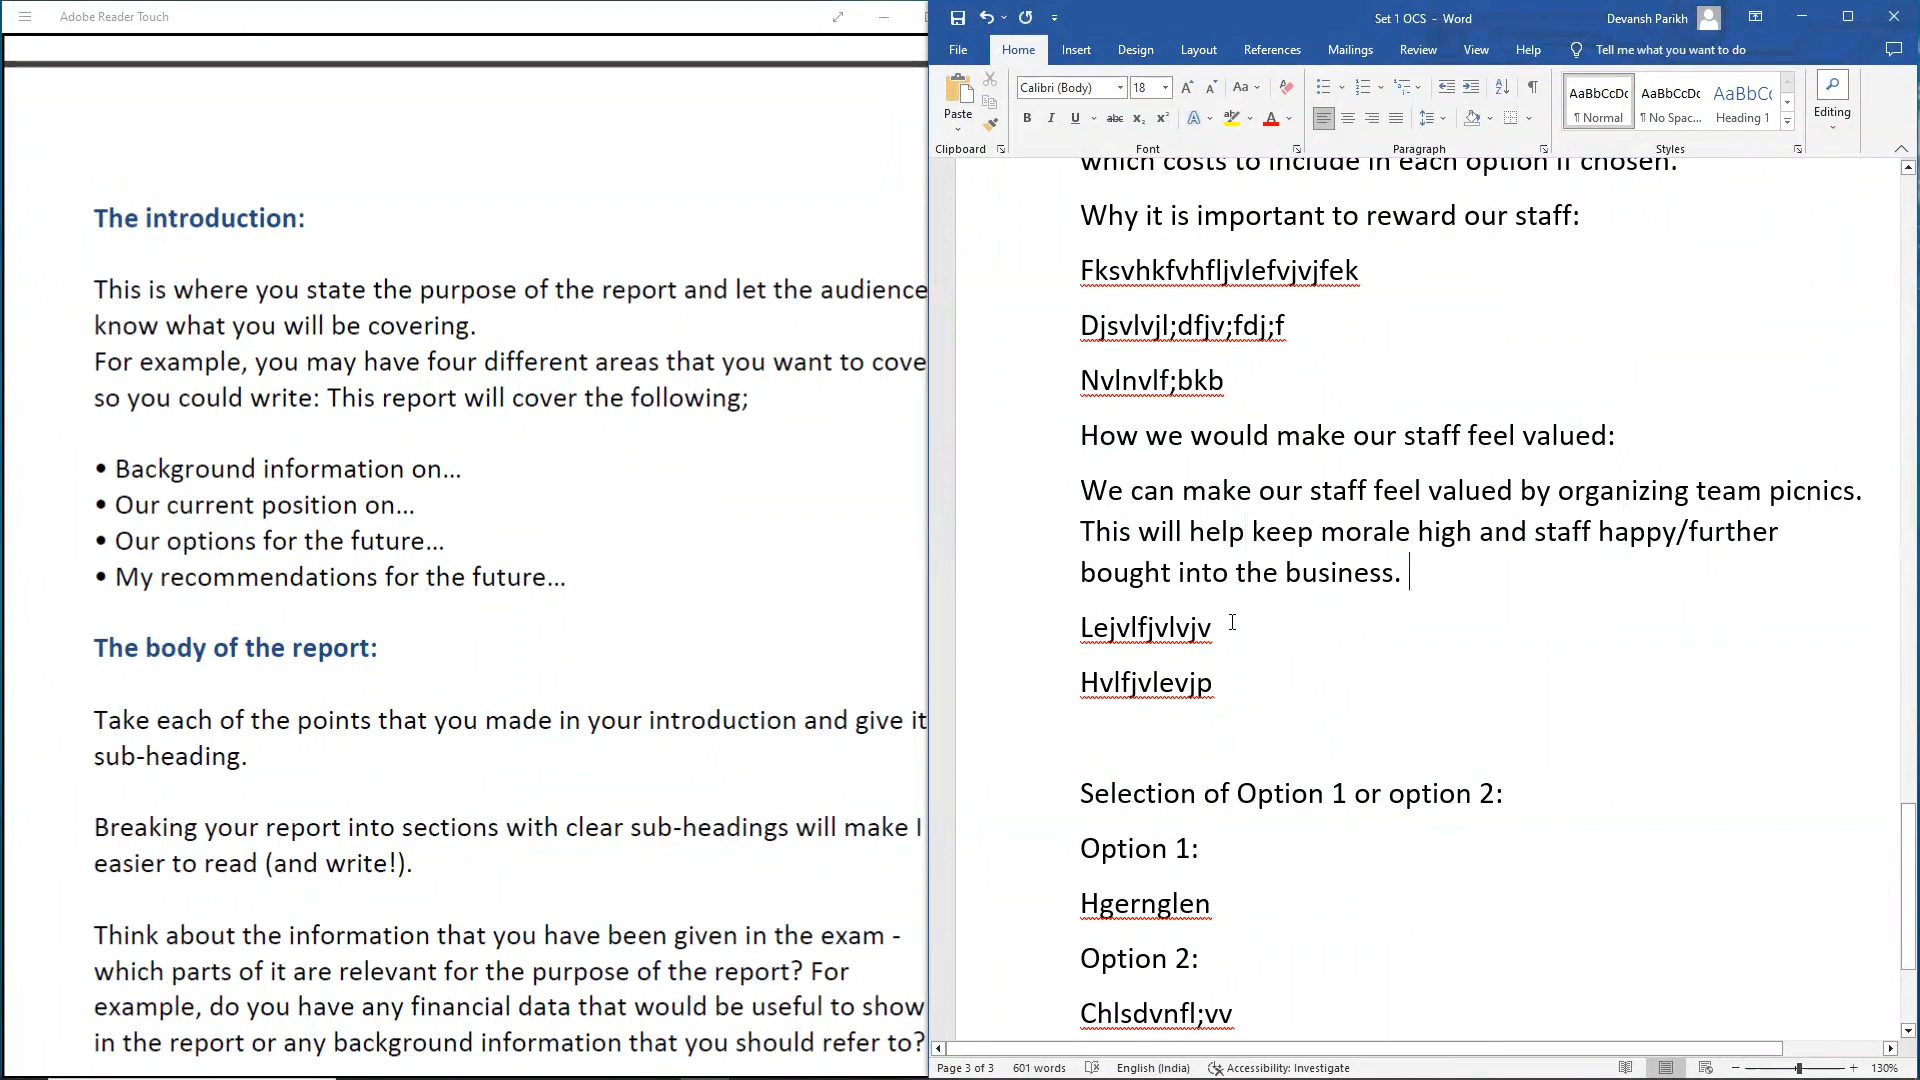 Adobe Reader Touch
The introduction:
This is where you state the purpose of the report and let the audience
know what you will be covering.
For example, you may have four different areas that you want to cove
so you could write: This report will cover the following;
• Background information on...
• Our current position on...
• Our options for the future...
• My recommendations for the future...
The body of the report:
Take each of the points that you made in your introduction and give it
sub-heading.
Breaking your report into sections with clear sub-headings will make I
easier to read (and write!).
Think about the information that you have been given in the exam -
which parts of it are relevant for the purpose of the report? For
example, do you have any financial data that would be useful to show
in the report or any background information that you should refer to?
Set 1 OCS - Word
Devansh Parikh
File Home Insert Design Layout References Mailings Review View Help Tell me what you want to do
Paste
Clipboard
Calibri (Body) 18
Font
Paragraph
AaBbCcDc AaBbCcDc AaBbCc
¶ Normal ¶ No Spac... Heading 1
Styles
Editing
which costs to include in each option if chosen.
Why it is important to reward our staff:
Fksvhkfvhfljvlefvjvjfek
Djsvlvjl;dfjv;fdj;f
Nvlnvlf;bkb
How we would make our staff feel valued:
We can make our staff feel valued by organizing team picnics.
This will help keep morale high and staff happy/further
bought into the business.
Lejvlfjvlvjv
Hvlfjvlevjp
Selection of Option 1 or option 2:
Option 1:
Hgernglen
Option 2:
Chlsdvnfl;vv
Page 3 of 3 601 words English (India) Accessibility: Investigate 130%